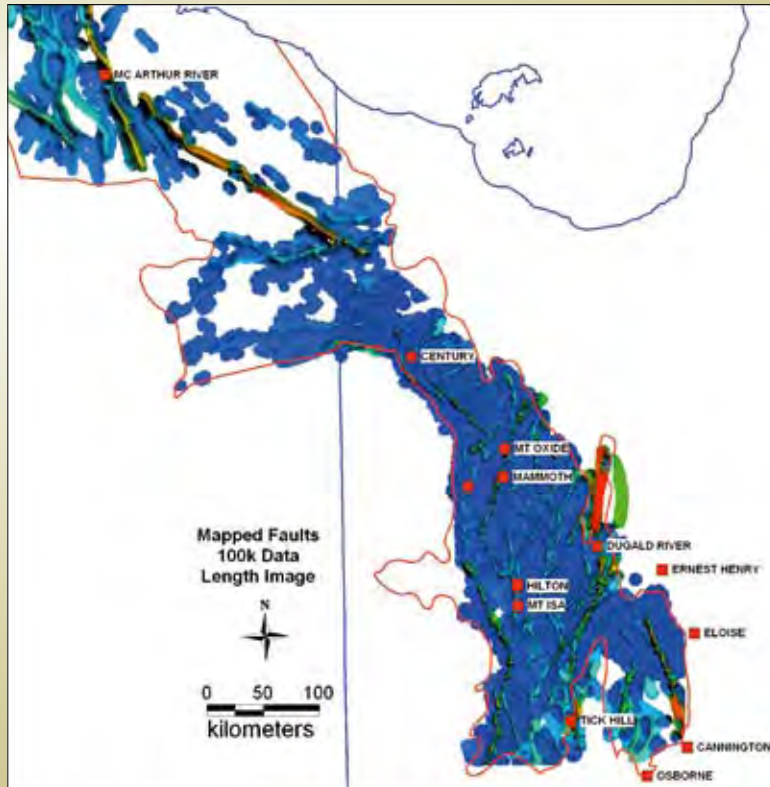 MC ARTHUR RIVER
CENTURY
MT OXIDE
MAMMOTH
Mapped Faults
100k Data
Length Image
N
DUGALD RIVER
ERNEST HENRY
HILTON
MT ISA
ELOISE
0 50 100
kilometers
TICK HILL
CANNINGTON
OSBORNE